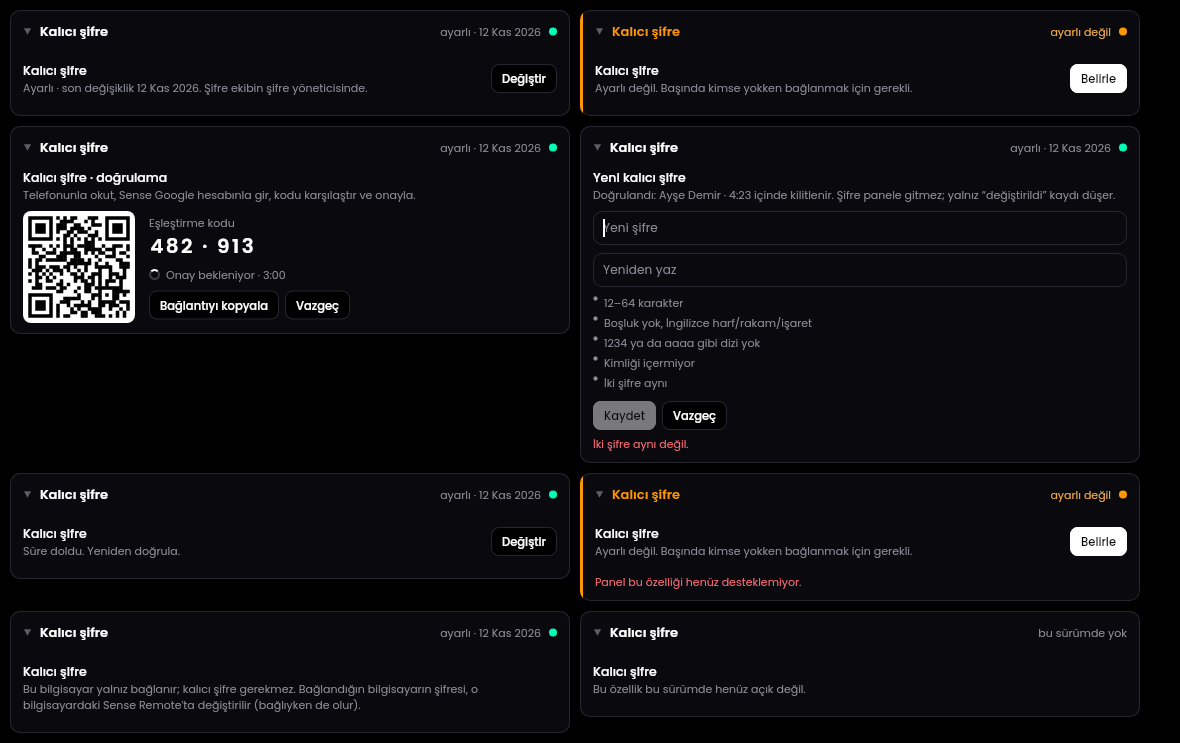 Kalıcı şifre
ayarlı · 12 Kas 2026
Kalıcı şifre
Ayarlı · son değişiklik 12 Kas 2026. Şifre ekibin şifre yöneticisinde.
Değiştir
Kalıcı şifre
ayarlı değil
Kalıcı şifre
Ayarlı değil. Başında kimse yokken bağlanmak için gerekli.
Belirle
Kalıcı şifre
ayarlı · 12 Kas 2026
Kalıcı şifre · doğrulama
Telefonunla okut, Sense Google hesabınla gir, kodu karşılaştır ve onayla.
Eşleştirme kodu
482 · 913
Onay bekleniyor · 3:00
Bağlantıyı kopyala
Vazgeç
Kalıcı şifre
ayarlı · 12 Kas 2026
Yeni kalıcı şifre
Doğrulandı: Ayşe Demir · 4:23 içinde kilitlenir. Şifre panele gitmez; yalnız “değiştirildi” kaydı düşer.
Yeni şifre
Yeniden yaz
• 12–64 karakter
• Boşluk yok, İngilizce harf/rakam/işaret
• 1234 ya da aaaa gibi dizi yok
• Kimliği içermiyor
• İki şifre aynı
Kaydet
Vazgeç
İki şifre aynı değil.
Kalıcı şifre
ayarlı · 12 Kas 2026
Kalıcı şifre
Süre doldu. Yeniden doğrula.
Değiştir
Kalıcı şifre
ayarlı değil
Kalıcı şifre
Ayarlı değil. Başında kimse yokken bağlanmak için gerekli.
Belirle
Panel bu özelliği henüz desteklemiyor.
Kalıcı şifre
ayarlı · 12 Kas 2026
Kalıcı şifre
Bu bilgisayar yalnız bağlanır; kalıcı şifre gerekmez. Bağlandığın bilgisayarın şifresi, o
bilgisayardaki Sense Remote'ta değiştirilir (bağlıyken de olur).
Kalıcı şifre
bu sürümde yok
Kalıcı şifre
Bu özellik bu sürümde henüz açık değil.